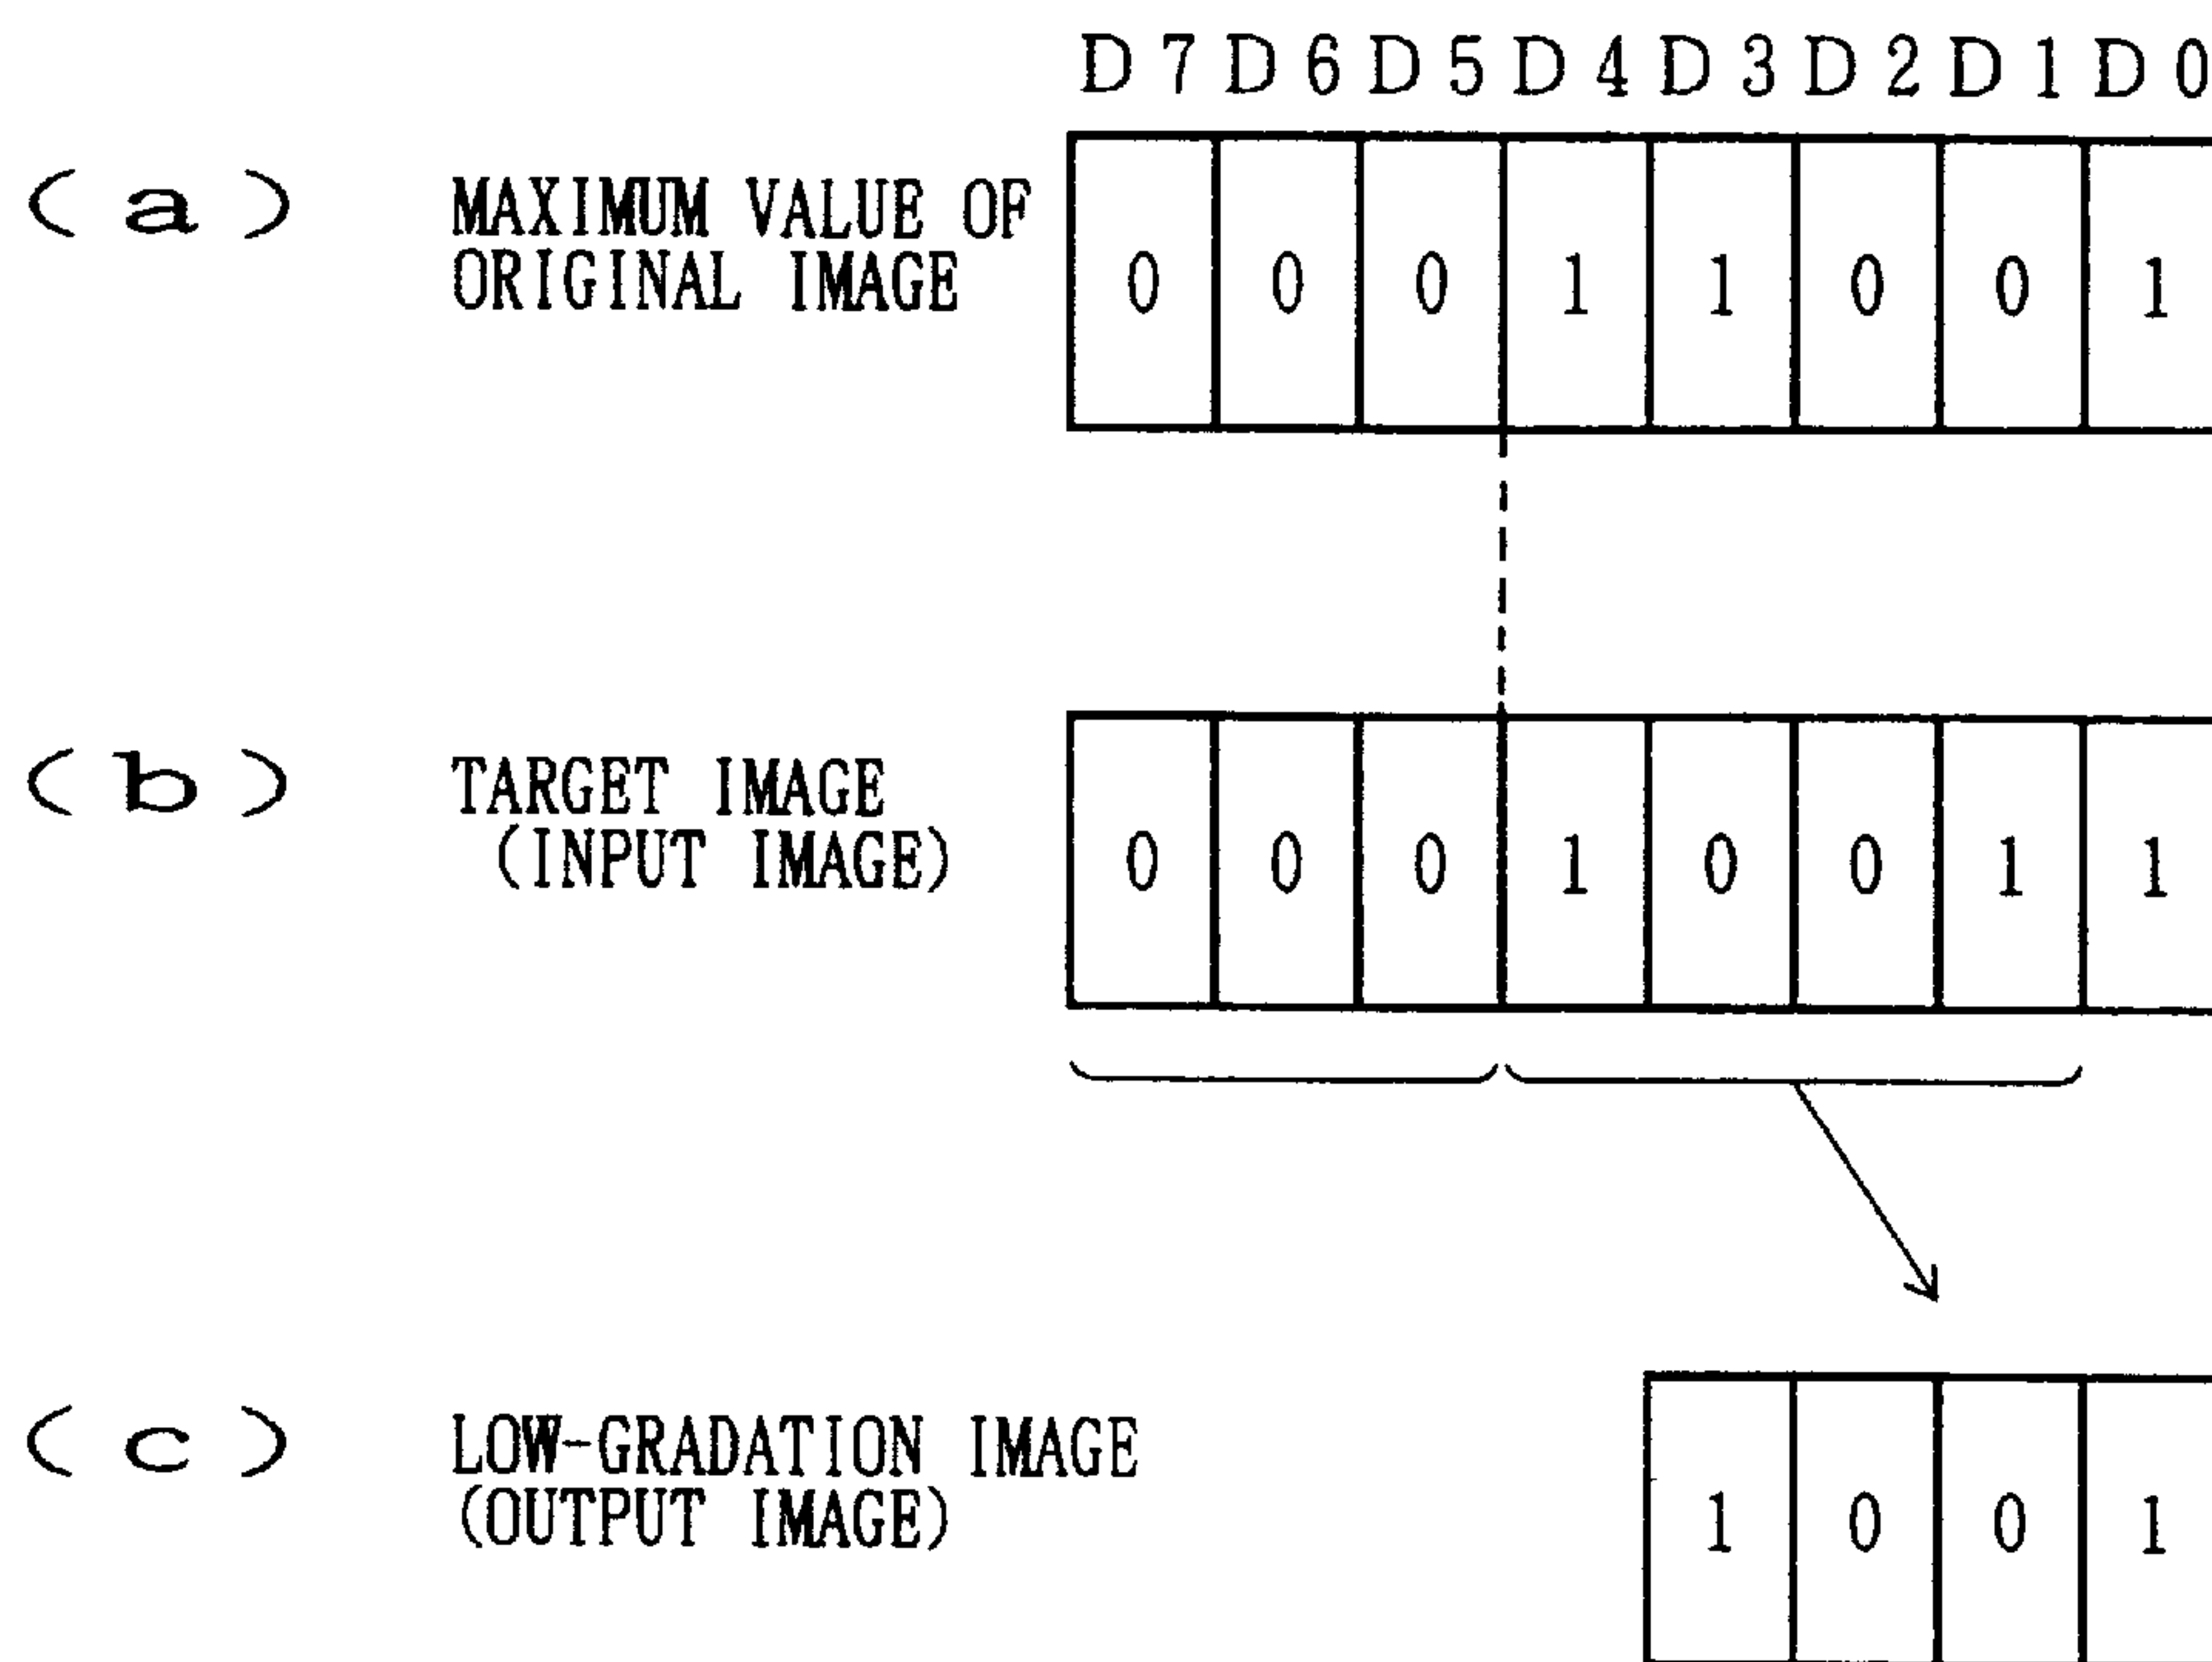 D7 D6 D5 D4 D3 D2 D1 D0
(a) MAXIMUM VALUE OF
ORIGINAL IMAGE
0 0 0 1 1 0 0 1
(b) TARGET IMAGE
(INPUT IMAGE)
0 0 0 1 0 0 1 1
(c) LOW-GRADATION IMAGE
(OUTPUT IMAGE)
1 0 0 1